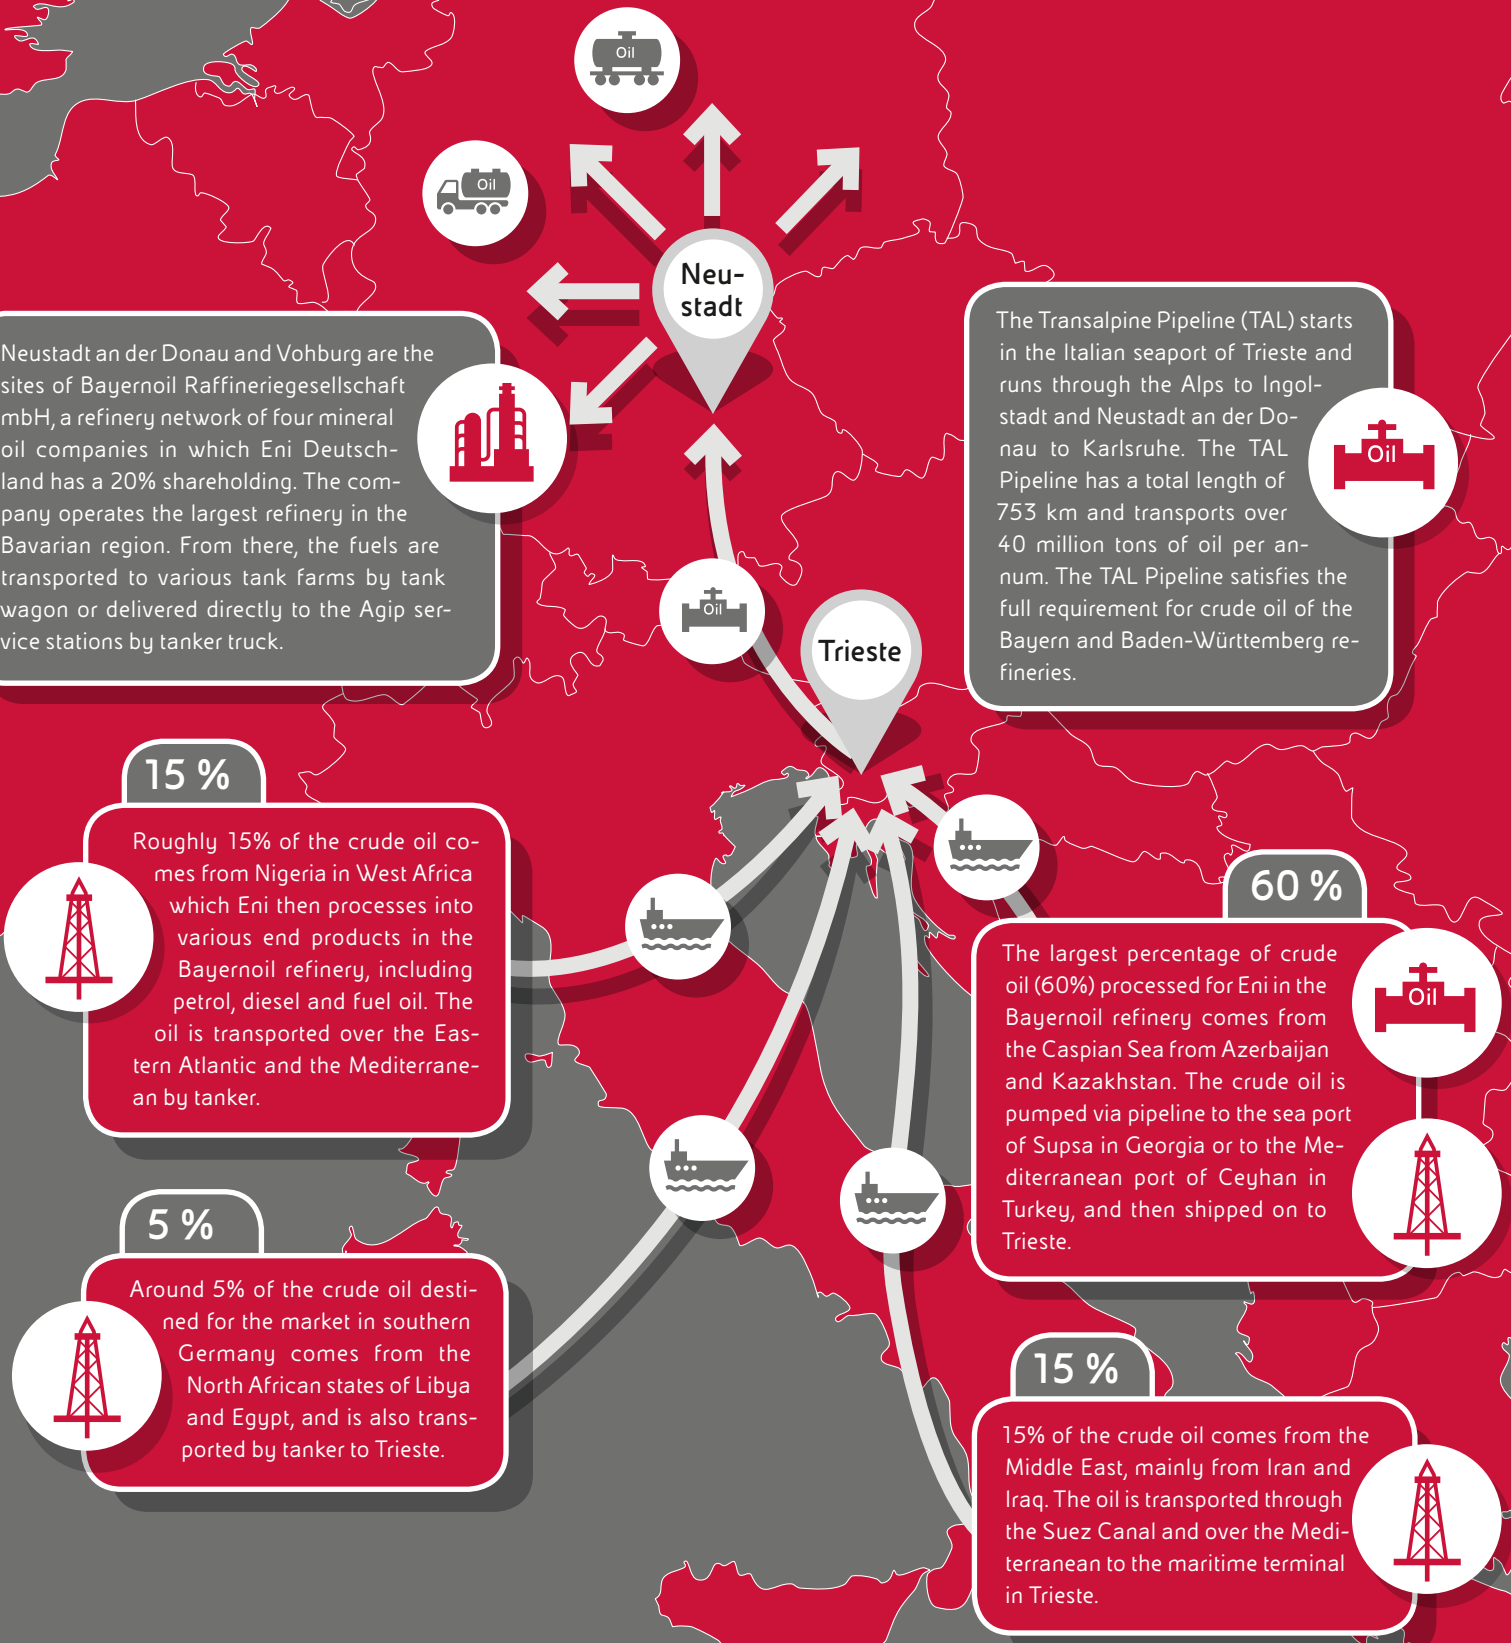 Oil
Oil
Neu-
stadt
Neustadt an der Donau and Vohburg are the
sites of Bayernoil Raffineriegesellschaft
mbH, a refinery network of four mineral
oil companies in which Eni Deutsch-
land has a 20% shareholding. The com-
pany operates the largest refinery in the
Bavarian region. From there, the fuels are
transported to various tank farms by tank
wagon or delivered directly to the Agip ser-
vice stations by tanker truck.
The Transalpine Pipeline (TAL) starts
in the Italian seaport of Trieste and
runs through the Alps to Ingol-
stadt and Neustadt an der Do-
nau to Karlsruhe. The TAL
Pipeline has a total length of
753 km and transports over
40 million tons of oil per an-
num. The TAL Pipeline satisfies the
full requirement for crude oil of the
Bayern and Baden-Württemberg re-
fineries.
Oil
Oil
Trieste
15 %
Roughly 15% of the crude oil co-
mes from Nigeria in West Africa
which Eni then processes into
various end products in the
Bayernoil refinery, including
petrol, diesel and fuel oil. The
oil is transported over the Eas-
tern Atlantic and the Mediterrane-
an by tanker.
60 %
The largest percentage of crude
oil (60%) processed for Eni in the
Bayernoil refinery comes from
the Caspian Sea from Azerbaijan
and Kazakhstan. The crude oil is
pumped via pipeline to the sea port
of Supsa in Georgia or to the Me-
diterranean port of Ceyhan in
Turkey, and then shipped on to
Trieste.
Oil
5 %
Around 5% of the crude oil desti-
ned for the market in southern
Germany comes from the
North African states of Libya
and Egypt, and is also trans-
ported by tanker to Trieste.
15 %
15% of the crude oil comes from the
Middle East, mainly from Iran and
Iraq. The oil is transported through
the Suez Canal and over the Medi-
terranean to the maritime terminal
in Trieste.